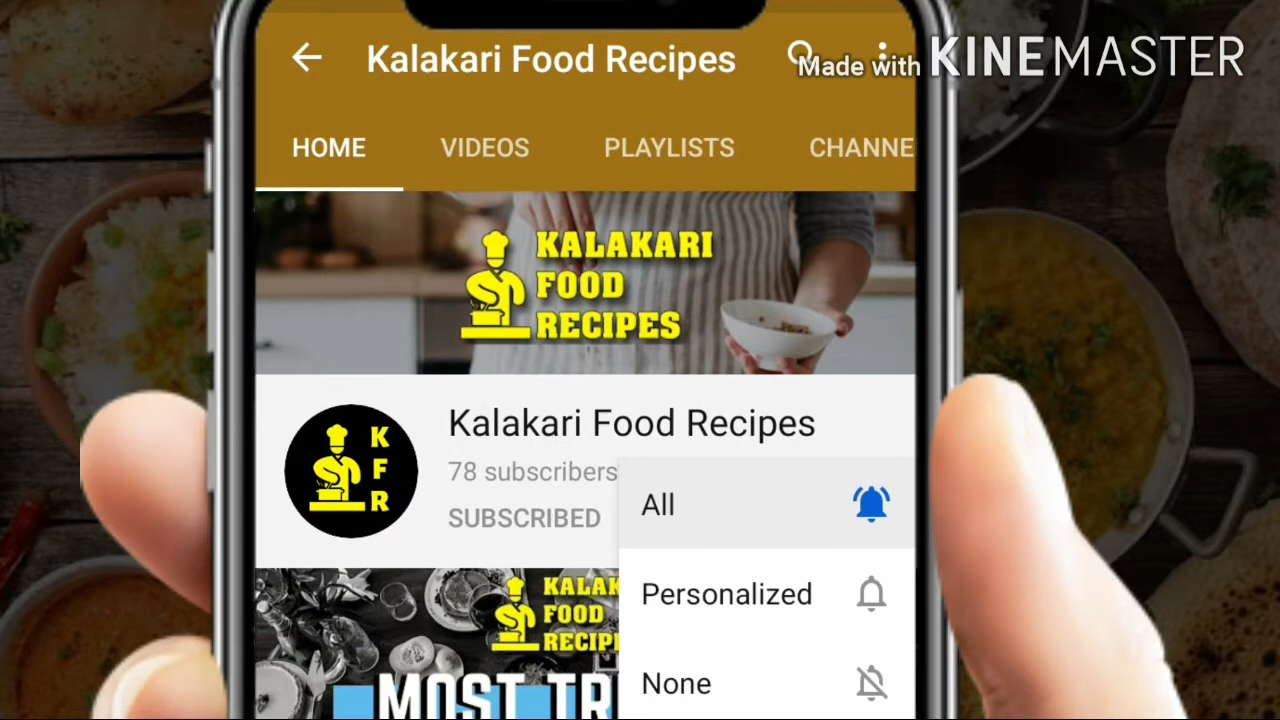 Kalakari Food Recipes
Made with KINEMASTER
HOME VIDEOS PLAYLISTS CHANNE
KALAKARI
FOOD
RECIPES
K
F
R
Kalakari Food Recipes
78 subscribers
SUBSCRIBED
All
Personalized
None
KALAK
FOOD
RECIPI
MOST TR